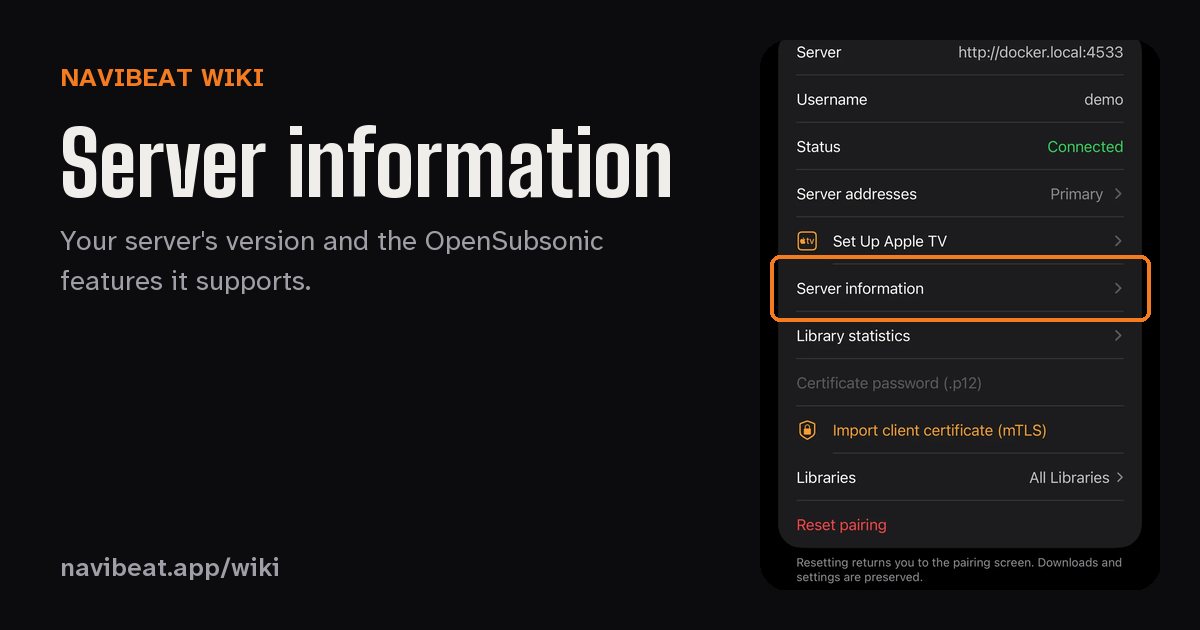 NAVIBEAT WIKI
Server information
Your server's version and the OpenSubsonic
features it supports.
navibeat.app/wiki
Server http://docker.local:4533
Username demo
Status Connected
Server addresses Primary
tv Set Up Apple TV
Server information
Library statistics
Certificate password (.p12)
Import client certificate (mTLS)
Libraries All Libraries
Reset pairing
Resetting returns you to the pairing screen. Downloads and
settings are preserved.